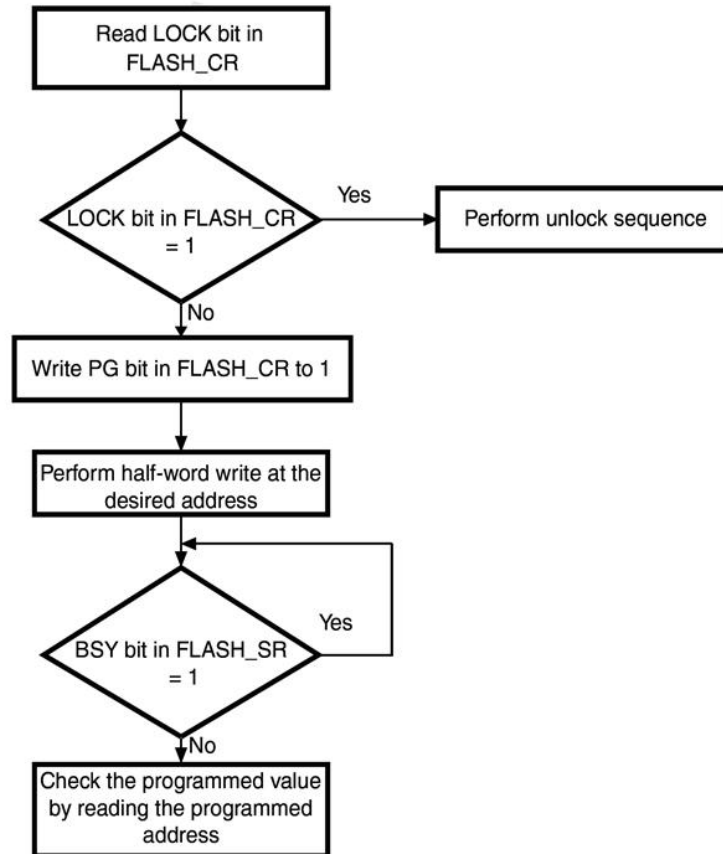 Read LOCK bit in
FLASH_CR
LOCK bit in FLASH_CR
= 1
Yes
Perform unlock sequence
No
Write PG bit in FLASH_CR to 1
Perform half-word write at the
desired address
Yes
BSY bit in FLASH_SR
= 1
No
Check the programmed value
by reading the programmed
address